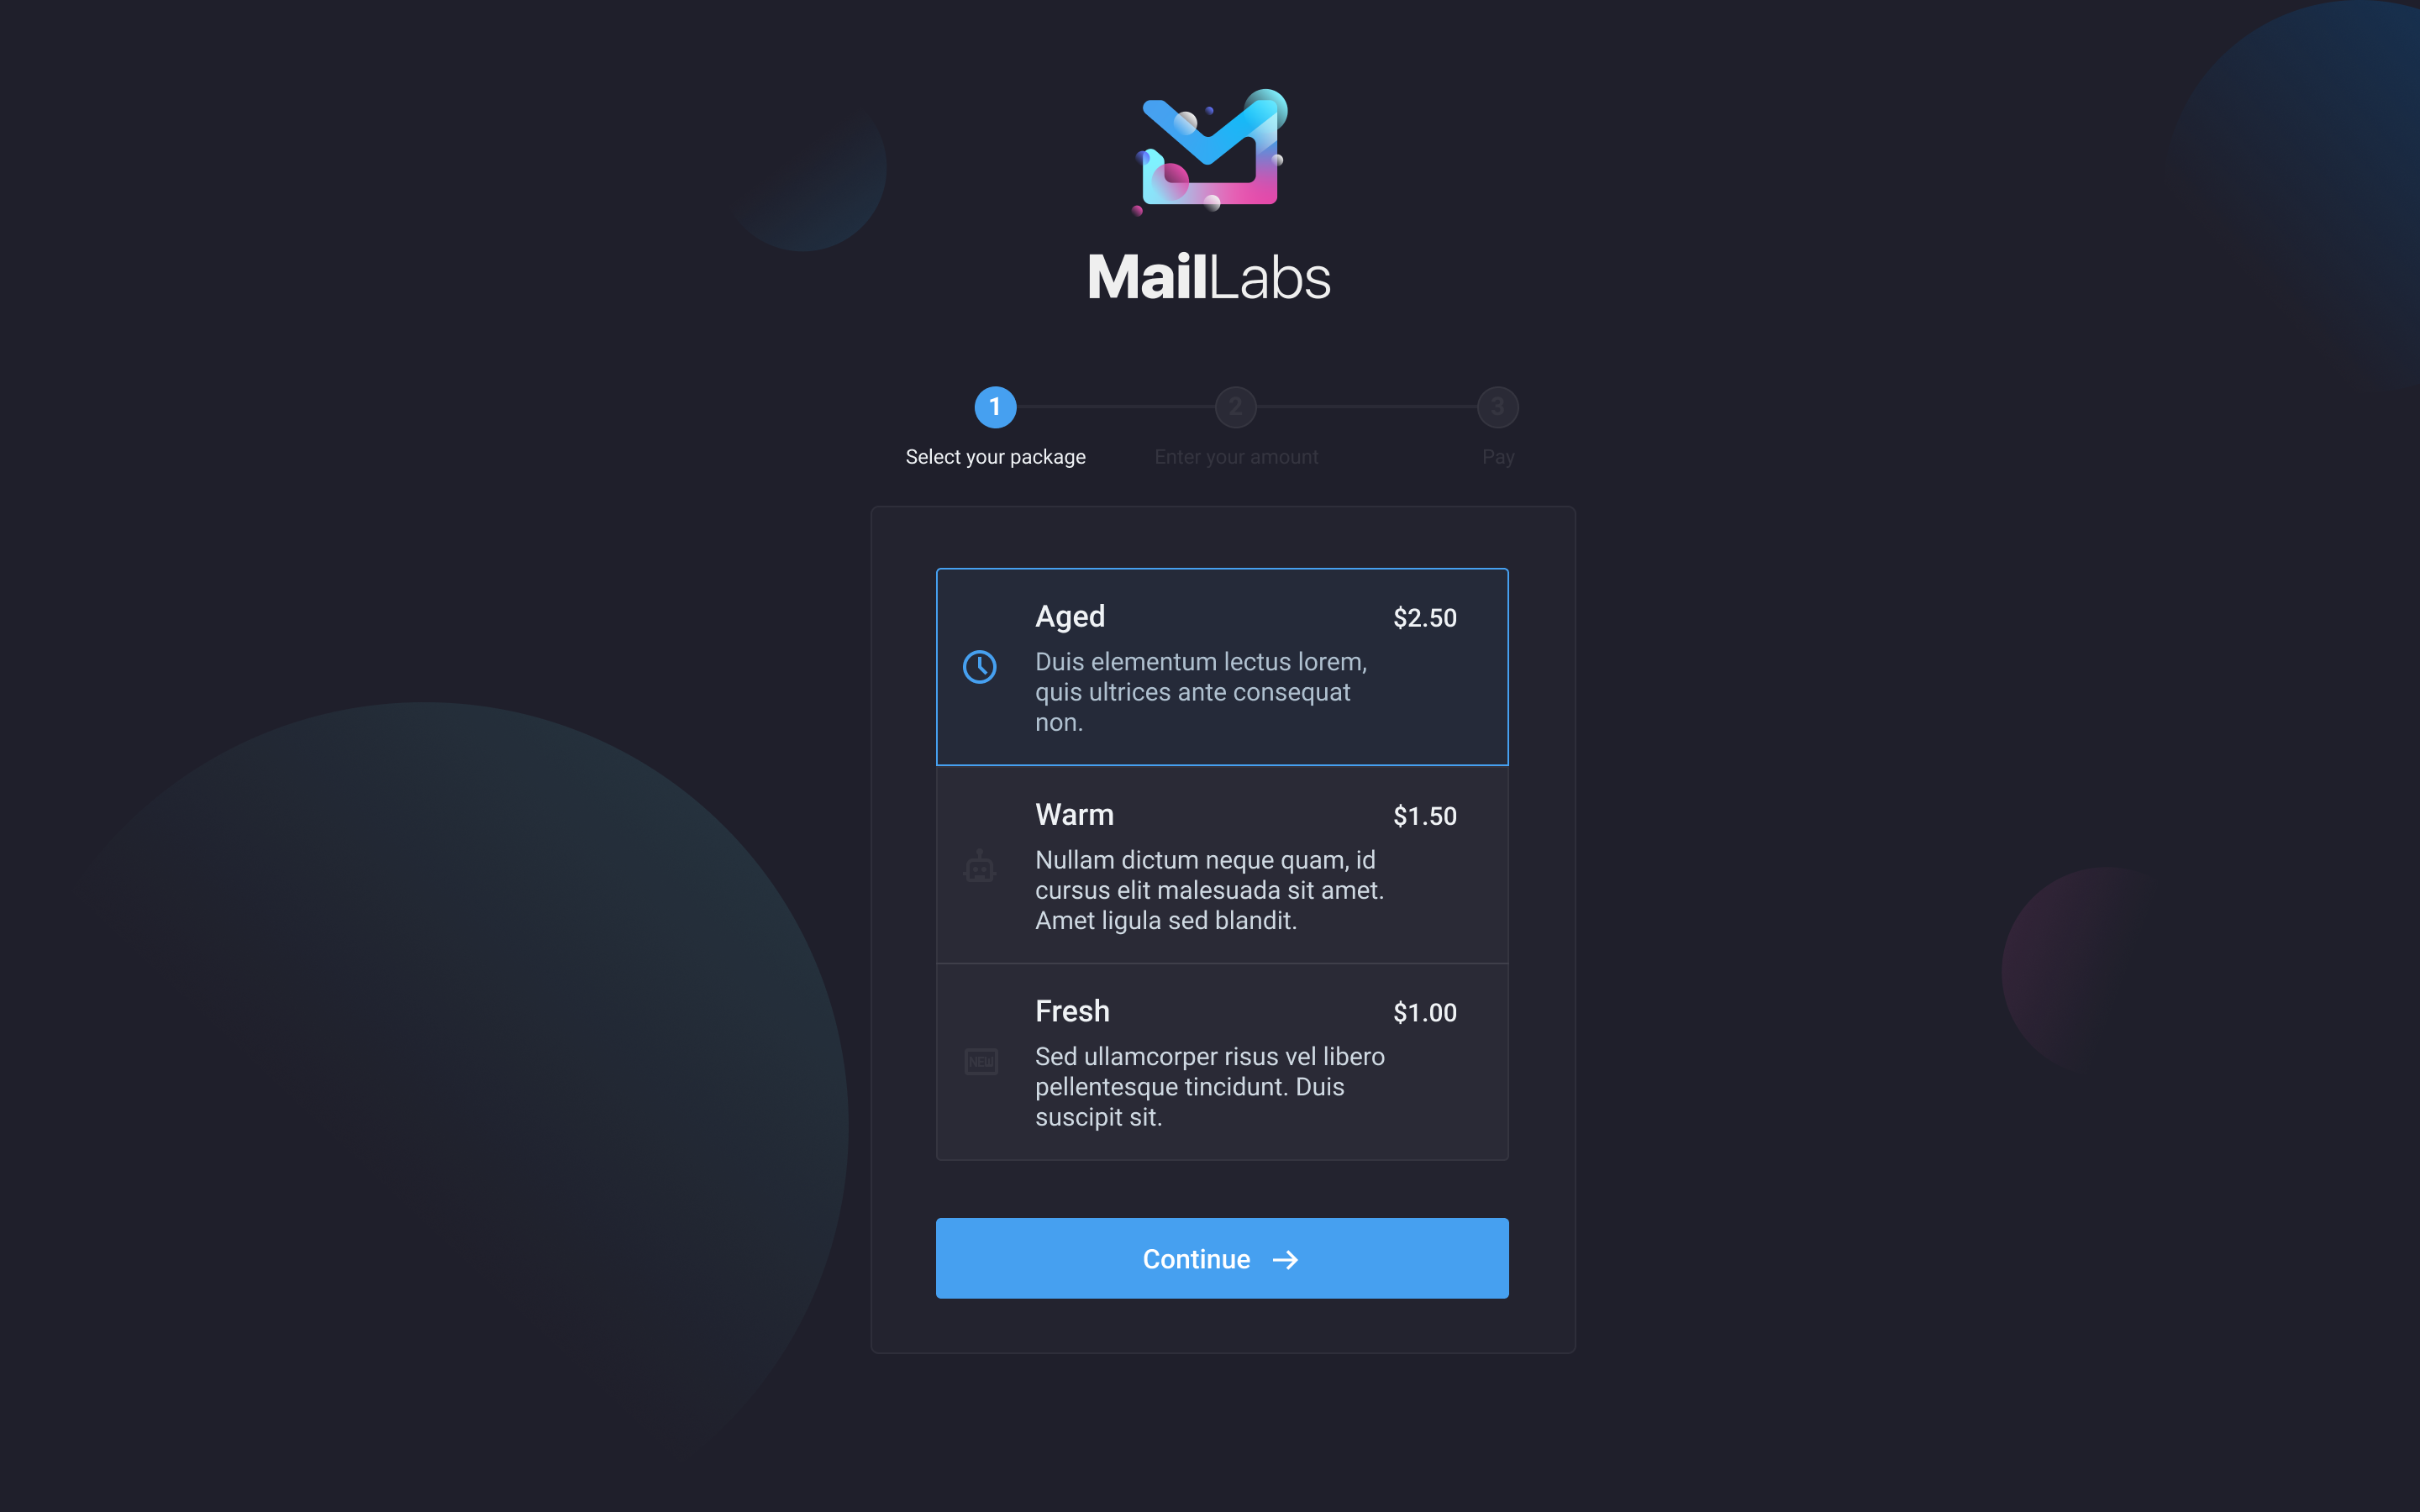 MailLabs
1
2
3
Select your package
Enter your amount
Pay
Aged
$2.50
Duis elementum lectus lorem,
quis ultrices ante consequat
non.
Warm
$1.50
Nullam dictum neque quam, id
cursus elit malesuada sit amet.
Amet ligula sed blandit.
NEW
Fresh
$1.00
Sed ullamcorper risus vel libero
pellentesque tincidunt. Duis
suscipit sit.
Continue